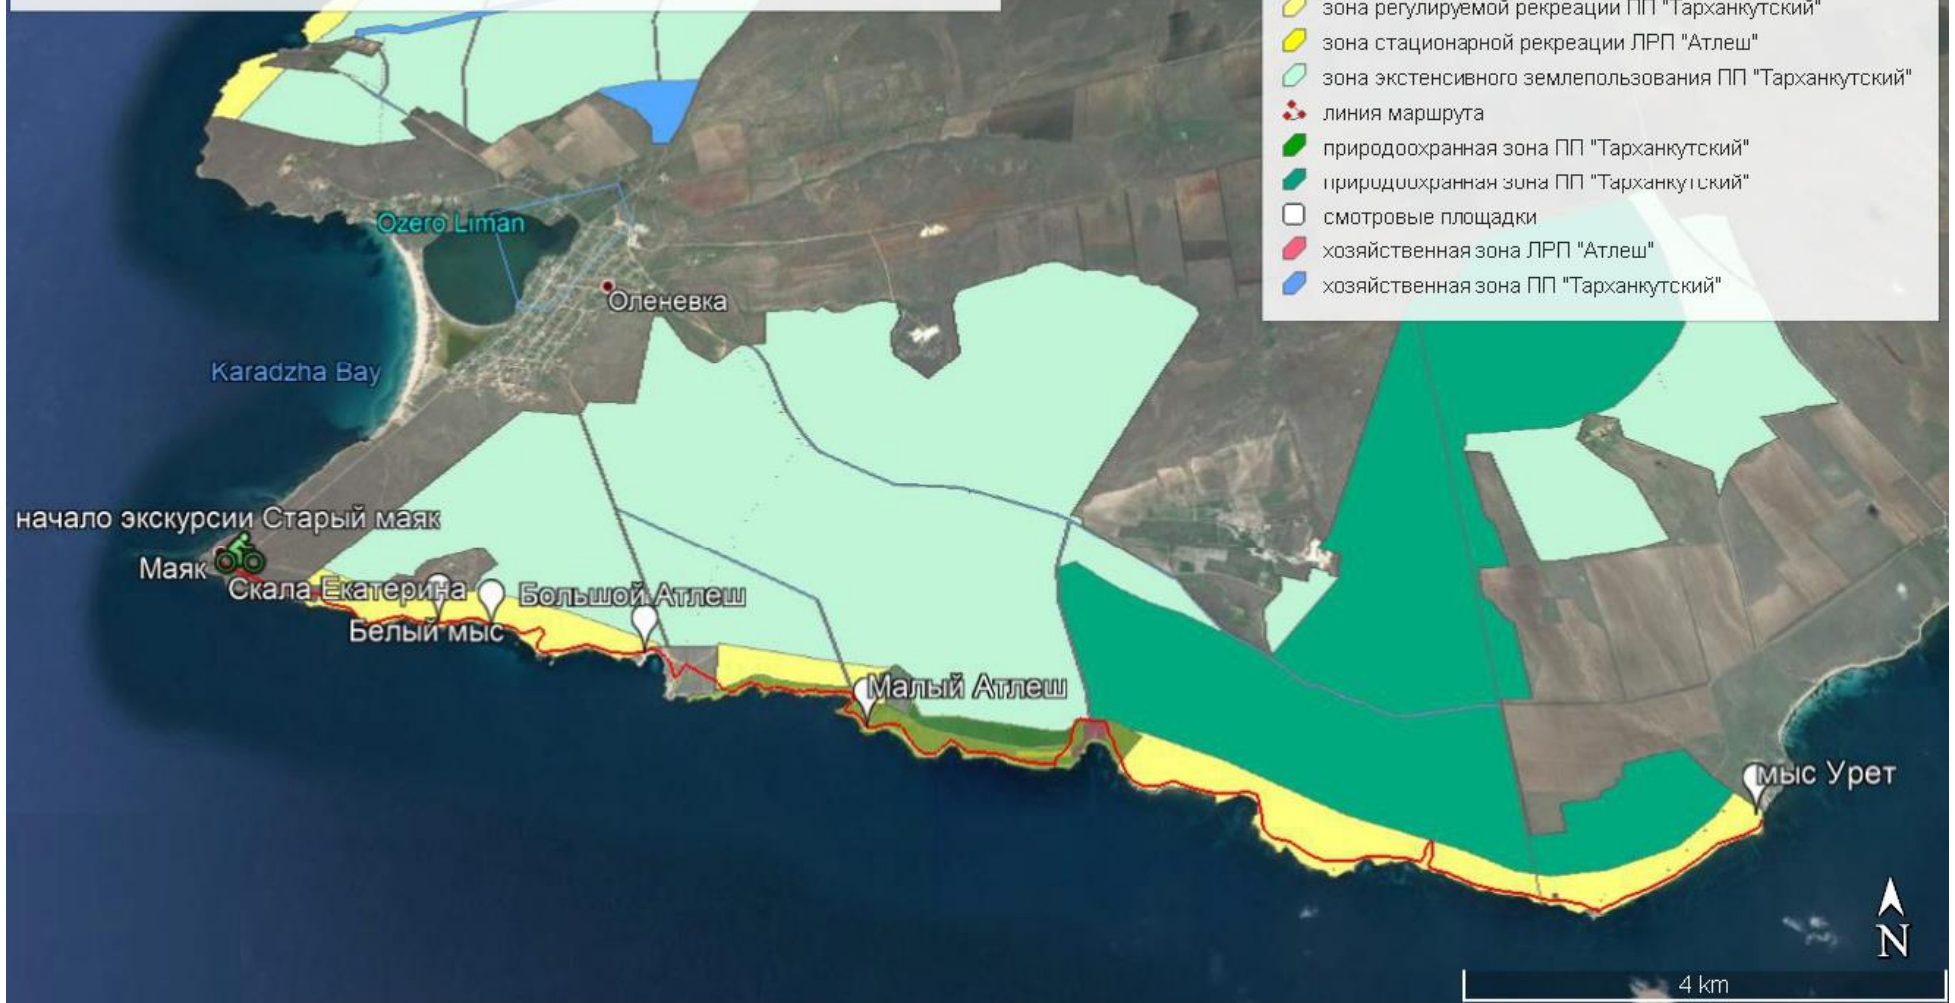 зона регулируемой рекреации ПП "Тарханкутский"
зона стационарной рекреации ЛРП "Атлеш"
зона экстенсивного землепользования ПП "Тарханкутский"
линия маршрута
природоохранная зона ПП "Тарханкутский"
природоохранная зона ПП "Тарханкутский"
смотровые площадки
хозяйственная зона ЛРП "Атлеш"
хозяйственная зона ПП "Тарханкутский"
Ozero Liman
Оленевка
Karadzha Bay
начало экскурсии Старый маяк
Маяк
Скала Екатерина
Большой Атлеш
Белый мыс
Малый Атлеш
мыс Урет
N
4 km